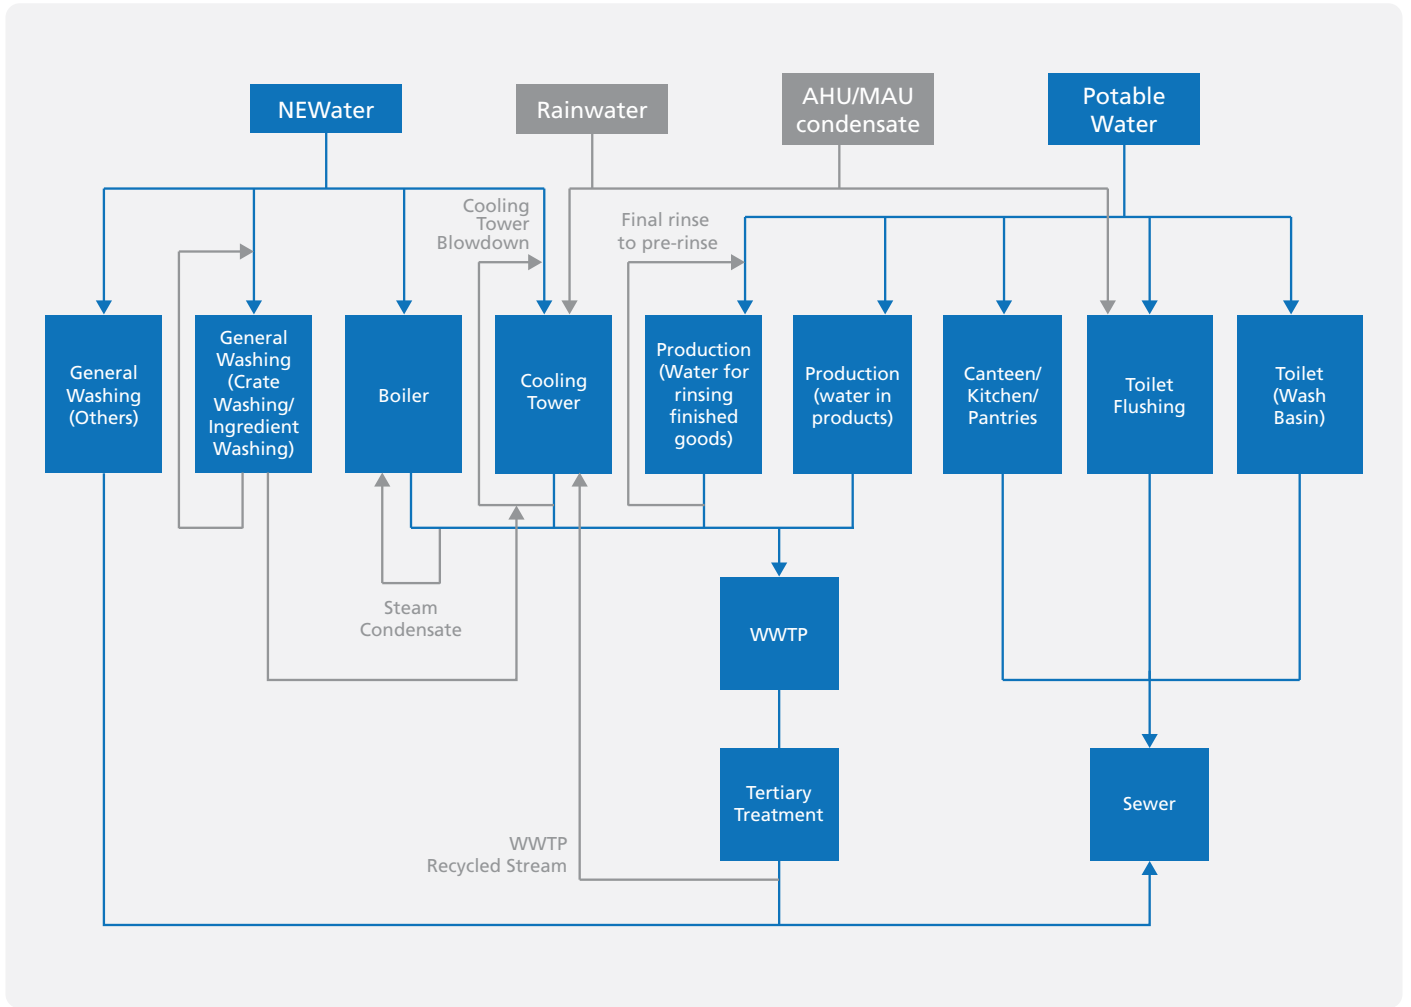 NEWater
Rainwater
AHU/MAU
condensate
Potable
Water
Cooling
Tower
Blowdown
Final rinse
to pre-rinse
General
Washing
(Others)
General
Washing
(Crate
Washing/
Ingredient
Washing)
Boiler
Cooling
Tower
Production
(Water for
rinsing
finished
goods)
Production
(water in
products)
Canteen/
Kitchen/
Pantries
Toilet
Flushing
Toilet
(Wash
Basin)
Steam
Condensate
WWTP
Tertiary
Treatment
Sewer
WWTP
Recycled Stream